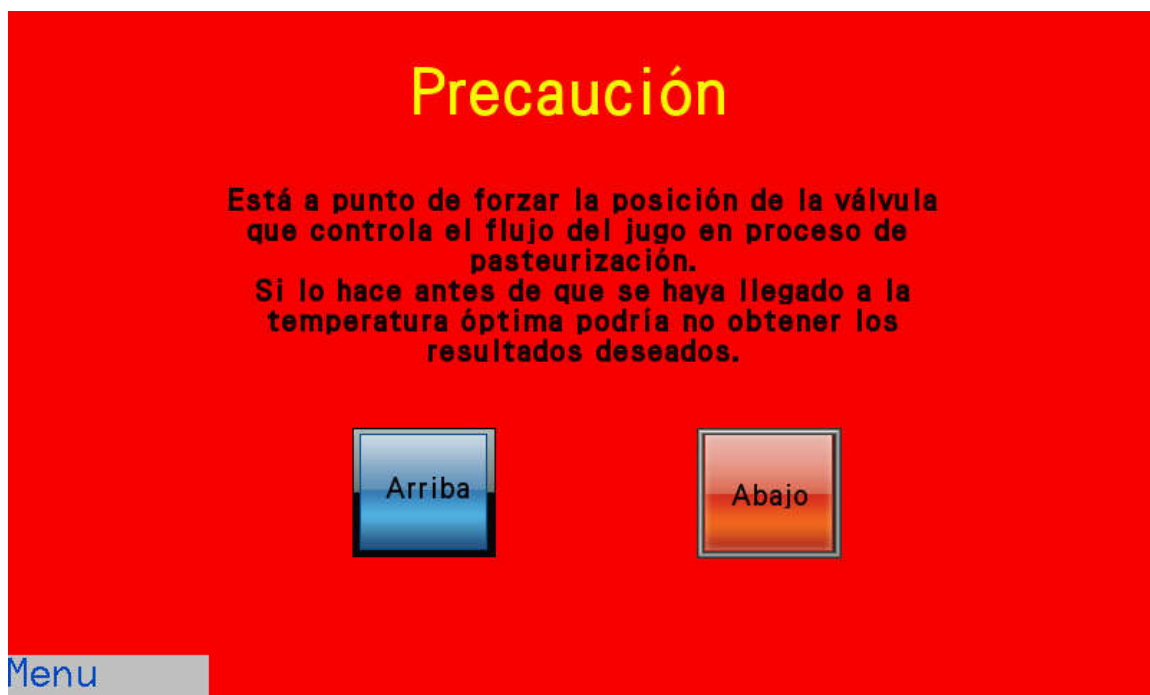 Precaución
Está a punto de forzar la posición de la válvula
que controla el flujo del jugo en proceso de
pasteurización.
Si lo hace antes de que se haya llegado a la
temperatura óptima podría no obtener los
resultados deseados.
Arriba
Abajo
Menu